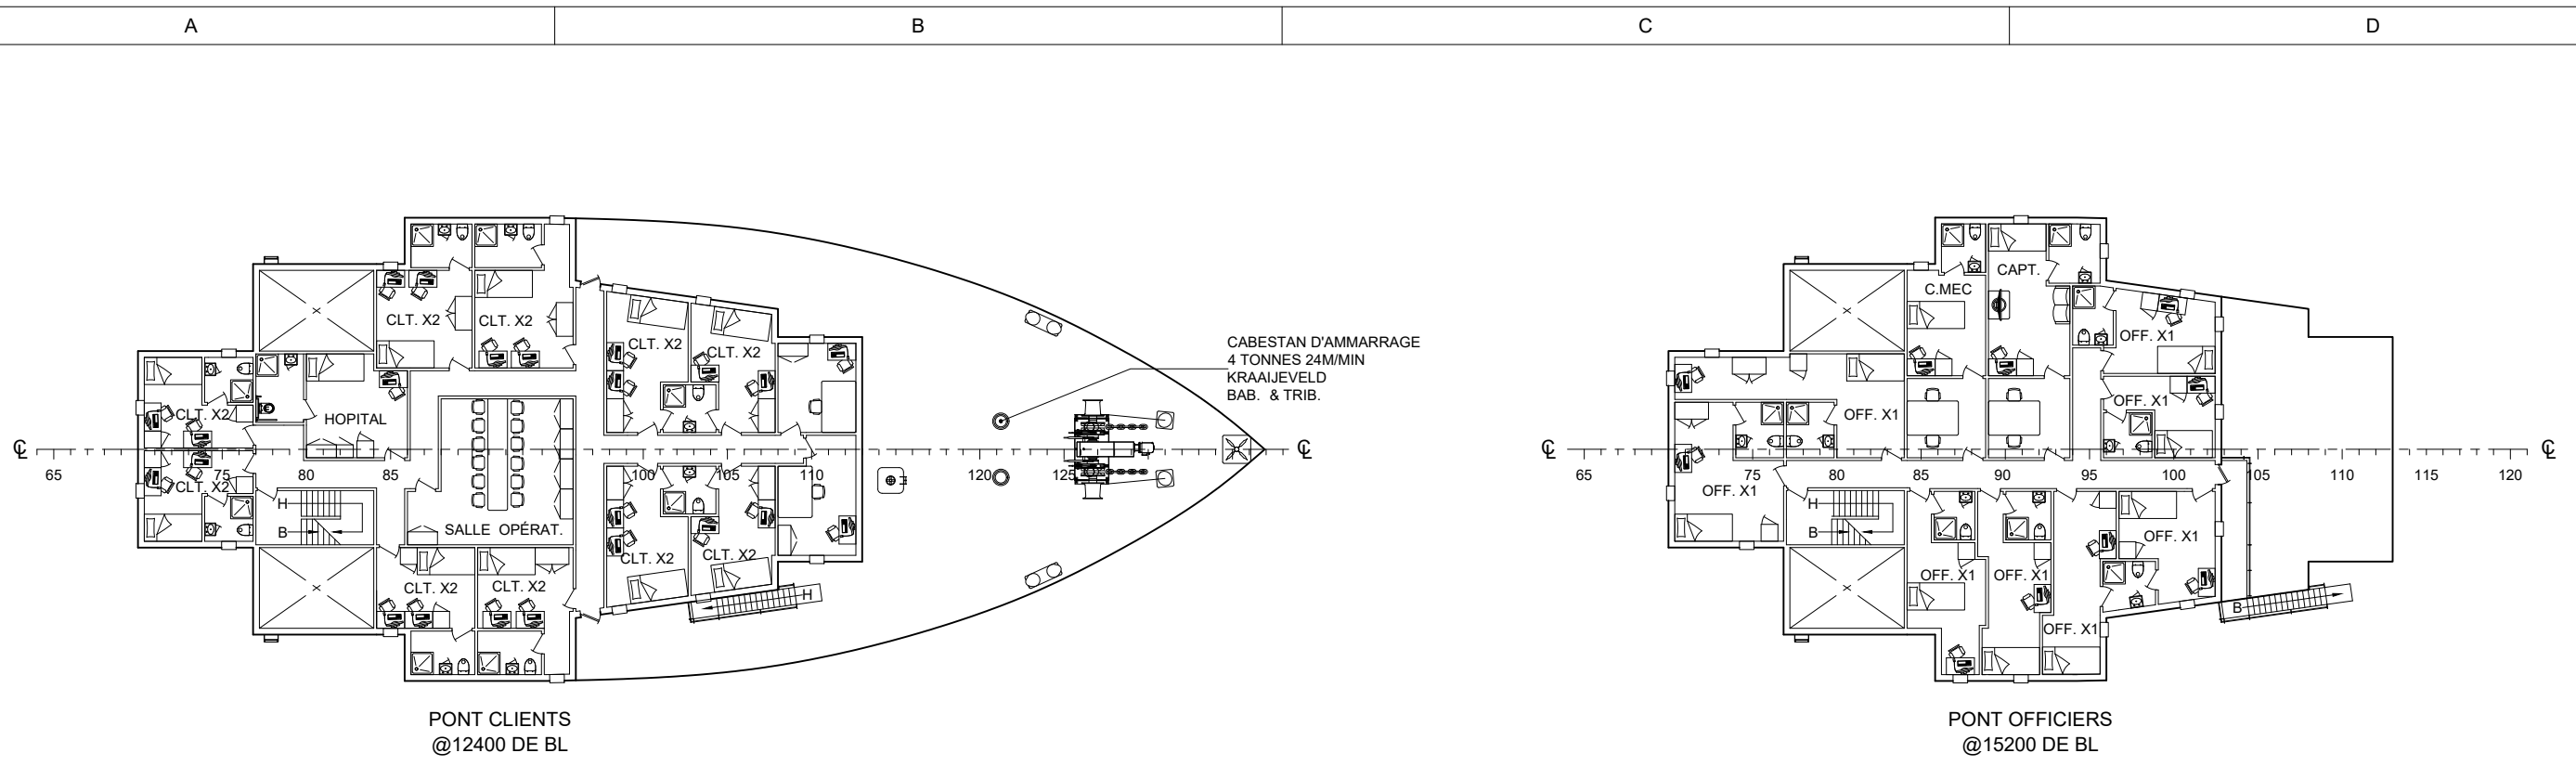 A
B
C
D
CLT. X2
CLT. X2
CLT. X2
CLT. X2
CLT. X2
HOPITAL
CABESTAN D'AMMARRAGE
4 TONNES 24M/MIN
KRAAIJEVELD
BAB. & TRIB.
℄
65
75
80
85
100
105
110
120
125
℄
CLT. X2
H
B
SALLE OPÉRAT.
CLT. X2
CLT. X2
CLT. X2
CLT. X2
H
PONT CLIENTS
@12400 DE BL
CAPT.
C.MEC
OFF. X1
OFF. X1
OFF. X1
℄
65
75
80
85
90
95
100
105
110
115
120
℄
OFF. X1
H
B
OFF. X1
OFF. X1
OFF. X1
OFF. X1
B
PONT OFFICIERS
@15200 DE BL